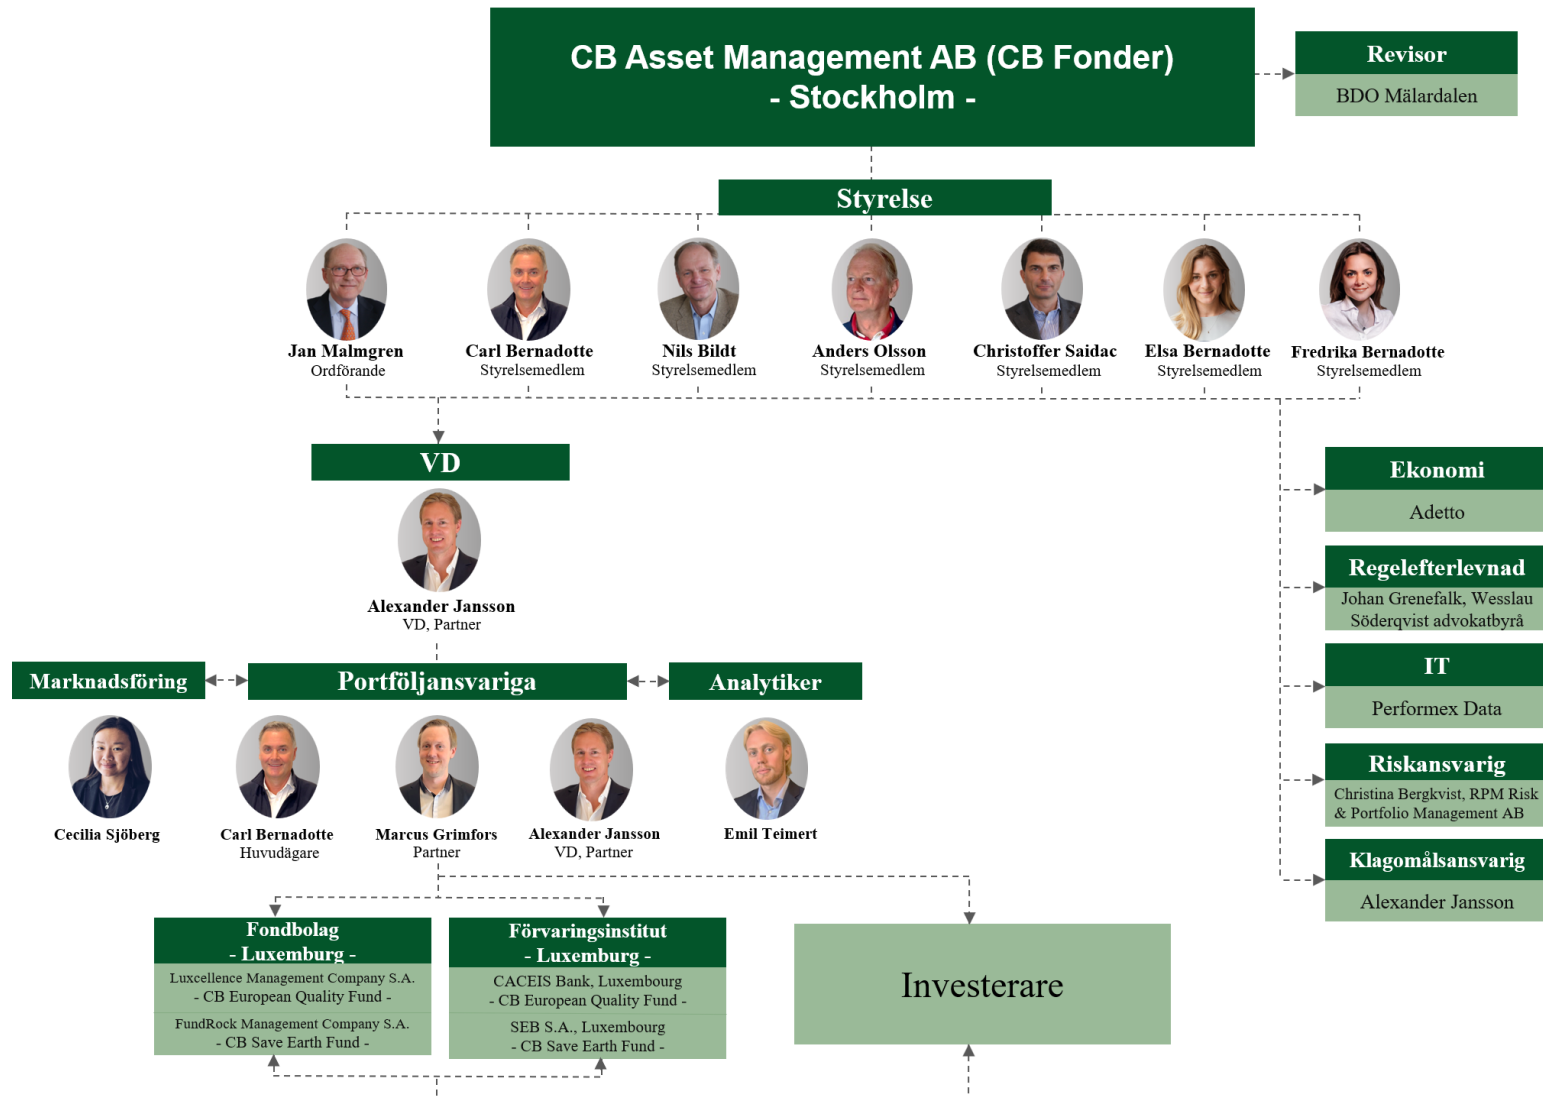 CB Asset Management AB (CB Fonder)
- Stockholm -
Revisor
BDO Mälardalen
Styrelse
Jan Malmgren
Ordförande
Carl Bernadotte
Styrelsemedlem
Nils Bildt
Styrelsemedlem
Anders Olsson
Styrelsemedlem
Christoffer Saidac
Styrelsemedlem
Elsa Bernadotte
Styrelsemedlem
Fredrika Bernadotte
Styrelsemedlem
VD
Alexander Jansson
VD, Partner
Ekonomi
Adetto
Regelefterlevnad
Johan Grenefalk, Wesslau
Söderqvist advokatbyrå
IT
Performex Data
Riskansvarig
Christina Bergkvist, RPM Risk
& Portfolio Management AB
Klagomålsansvarig
Alexander Jansson
Marknadsföring
Portföljansvariga
Analytiker
Cecilia Sjöberg
Carl Bernadotte
Huvudägare
Marcus Grimfors
Partner
Alexander Jansson
VD, Partner
Emil Teimert
Fondbolag
- Luxemburg -
Luxcellence Management Company S.A.
- CB European Quality Fund -
FundRock Management Company S.A.
- CB Save Earth Fund -
Förvaringsinstitut
- Luxemburg -
CACEIS Bank, Luxembourg
- CB European Quality Fund -
SEB S.A., Luxembourg
- CB Save Earth Fund -
Investerare